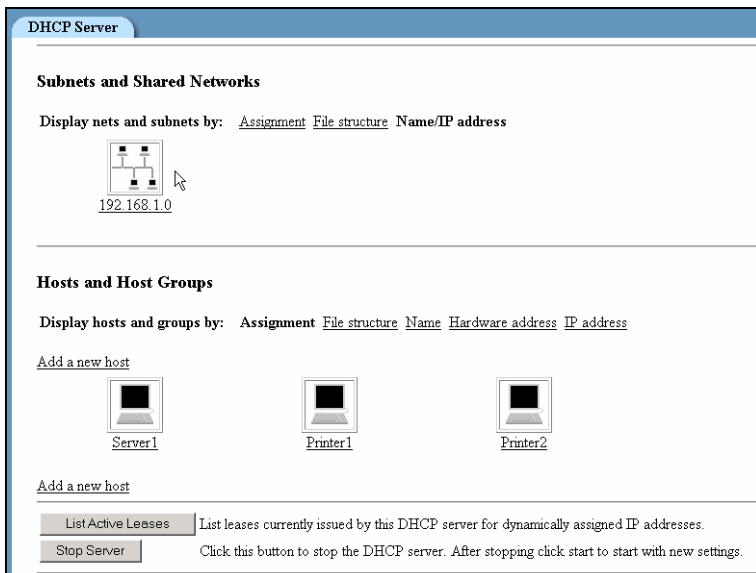 DHCP Server
Subnets and Shared Networks
Display nets and subnets by: Assignment File structure Name/IP address
192.168.1.0
Hosts and Host Groups
Display hosts and groups by: Assignment File structure Name Hardware address IP address
Add a new host
Server1 Printer1 Printer2
Add a new host
List Active Leases List leases currently issued by this DHCP server for dynamically assigned IP addresses.
Stop Server Click this button to stop the DHCP server. After stopping click start to start with new settings.